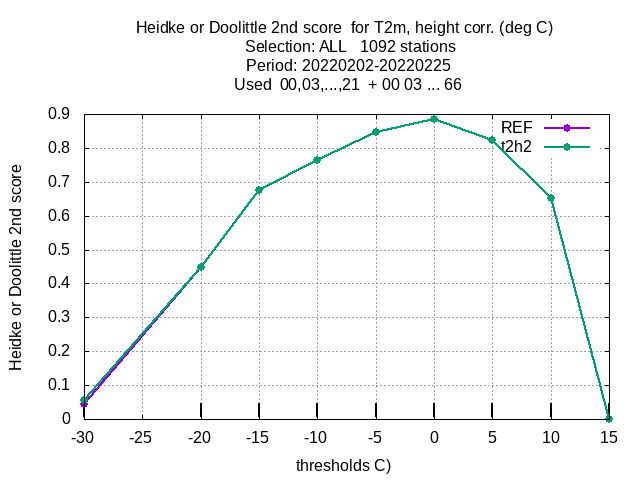 Heidke or Doolittle 2nd score  for T2m, height corr. (deg C)
Selection: ALL   1092 stations
Period: 20220202-20220225
Used  00,03,...,21  + 00 03 ... 66
REF
t2h2
0.9
0.8
0.7
0.6
0.5
0.4
0.3
0.2
0.1
0
Heidke or Doolittle 2nd score
-30 -25 -20 -15 -10 -5 0 5 10 15
thresholds C)